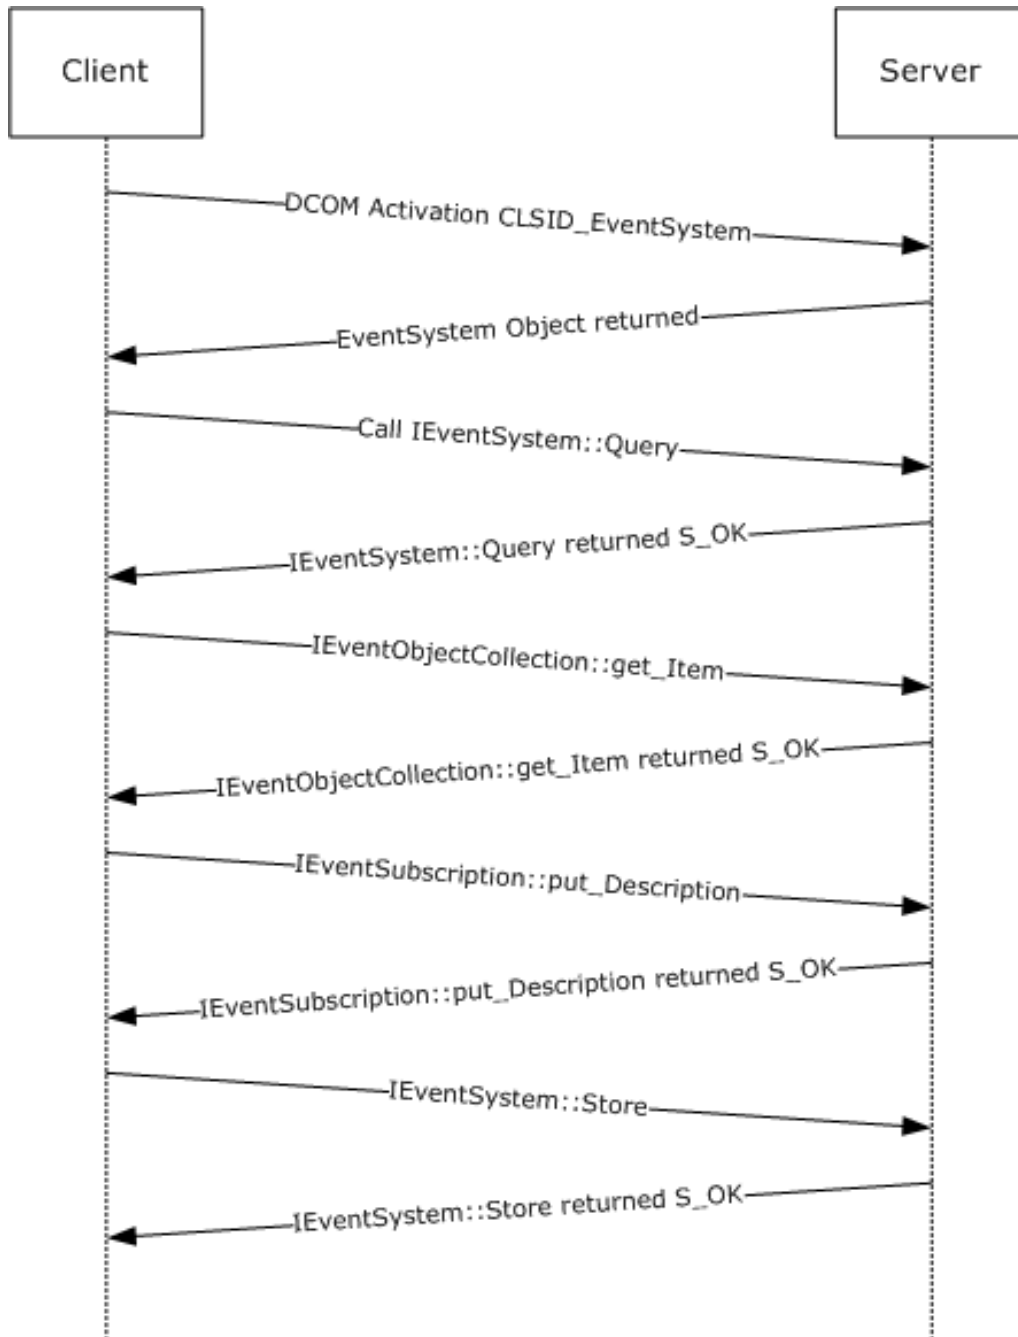 Client
Server
DCOM Activation CLSID_EventSystem
EventSystem Object returned
Call IEventSystem::Query
IEventSystem::Query returned S_OK
IEventObjectCollection::get_Item
IEventObjectCollection::get_Item returned S_OK
IEventSubscription::put_Description
IEventSubscription::put_Description returned S_OK
IEventSystem::Store
IEventSystem::Store returned S_OK